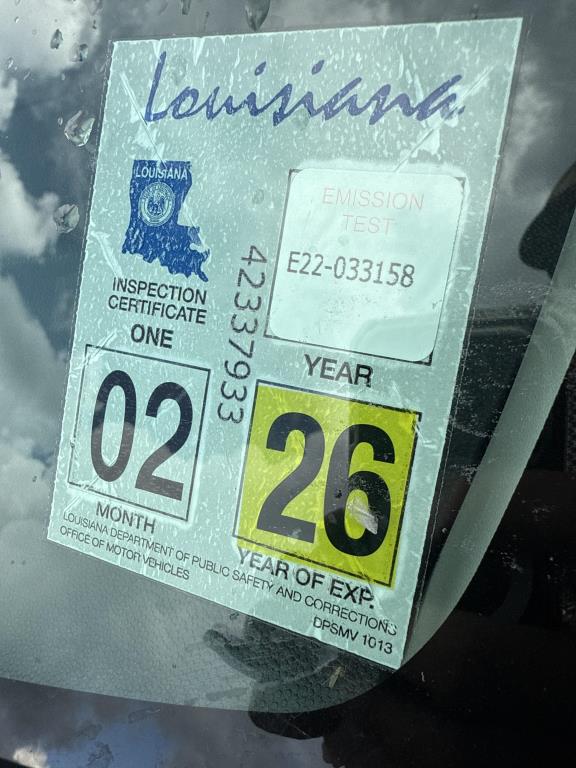 Louisiana
LOUISIANA
EMISSION
TEST
E22-033158
INSPECTION
CERTIFICATE
ONE
YEAR
42337933
02
26
MONTH
YEAR OF EXP.
LOUISIANA DEPARTMENT OF PUBLIC SAFETY AND CORRECTIONS
OFFICE OF MOTOR VEHICLES
DPSMV 1013